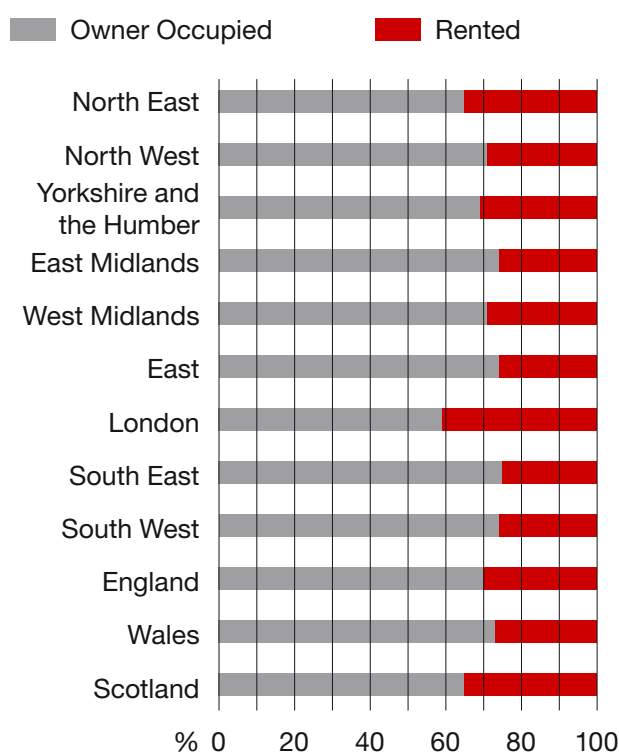 Owner Occupied Rented
North East
North West
Yorkshire and
the Humber
East Midlands
West Midlands
East
London
South East
South West
England
Wales
Scotland
% 0 20 40 60 80 100